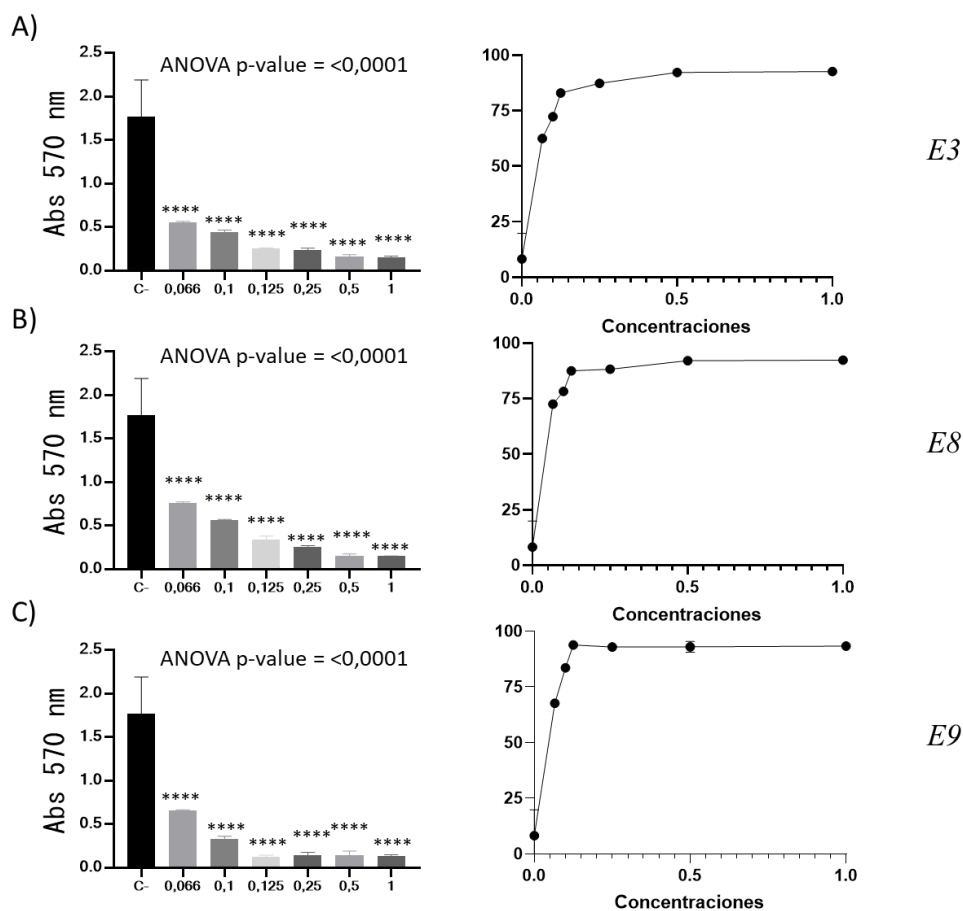 A)
ANOVA p-value = <0,0001
Abs 570 nm
2.5
2.0
1.5
1.0
0.5
0.0
**** **** **** **** **** ****
C- 0,066 0,1 0,125 0,25 0,5 1
100
75
50
25
0
0.0 0.5 1.0
Concentraciones
E3
B)
ANOVA p-value = <0,0001
Abs 570 nm
2.5
2.0
1.5
1.0
0.5
0.0
**** **** **** **** **** ****
C- 0,066 0,1 0,125 0,25 0,5 1
100
75
50
25
0
0.0 0.5 1.0
Concentraciones
E8
C)
ANOVA p-value = <0,0001
Abs 570 nm
2.5
2.0
1.5
1.0
0.5
0.0
**** **** **** **** **** ****
C- 0,066 0,1 0,125 0,25 0,5 1
100
75
50
25
0
0.0 0.5 1.0
Concentraciones
E9